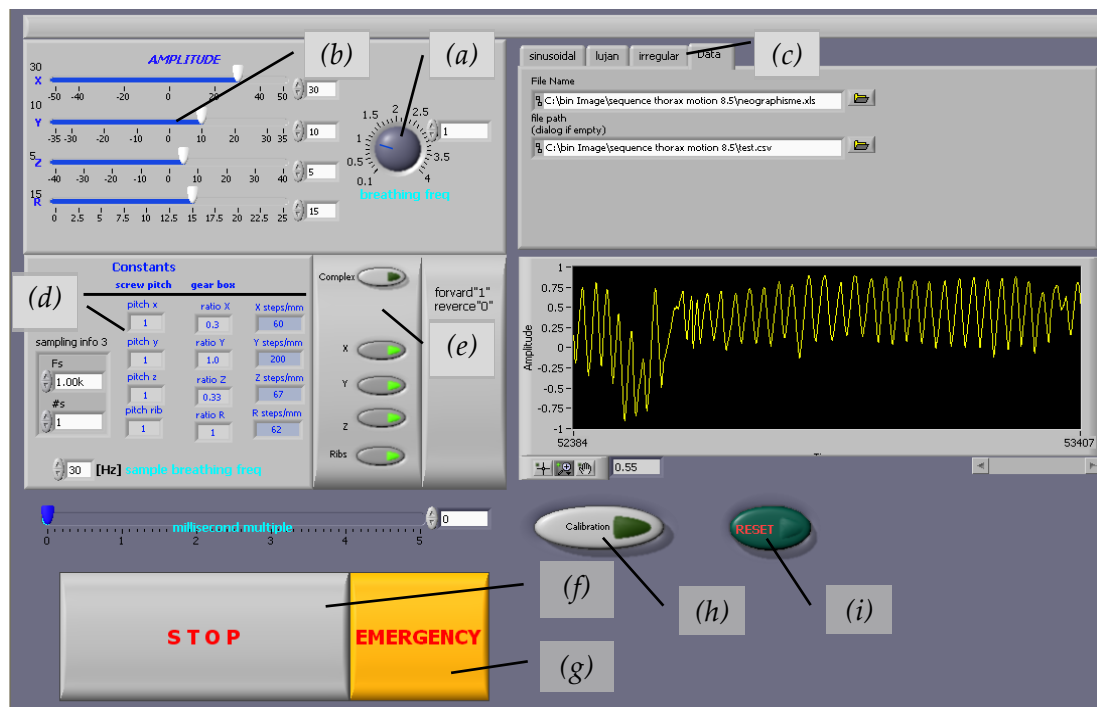 AMPLITUDE
30
X
-50 -40 -20 0 20 40 50
30
10
Y
-35 -30 -20 -10 0 10 20 30 35
10
5
Z
-40 -30 -20 -10 0 10 20 30 40
5
15
R
0 2.5 5 7.5 10 12.5 15 17.5 20 22.5 25
15
(b)
(a)
0.1 0.5 1 1.5 2 2.5 3.5 4
1
breathing freq
sinusoidal lujan irregular Data
(c)
File Name
C:\bin Image\sequence thorax motion 8.5\neographisme.xls
file path
(dialog if empty)
C:\bin Image\sequence thorax motion 8.5\test.csv
(d)
Constants
screw pitch gear box
pitch x ratio X X steps/mm
1 0.3 60
pitch y ratio Y Y steps/mm
1 1.0 200
pitch z ratio Z Z steps/mm
1 0.33 67
pitch rib ratio R R steps/mm
1 1 62
sampling info 3
Fs
1.00k
#s
1
30 [Hz] sample breathing freq
Complex
X
Y
Z
Ribs
(e)
forvard"1"
reverce"0"
Amplitude
1
0.75
0.5
0.25
0
-0.25
-0.5
-0.75
-1
52384 53407
0.55
millisecond multiple
0 1 2 3 4 5
0
Calibration
RESET
(h)
(i)
STOP
EMERGENCY
(f)
(g)